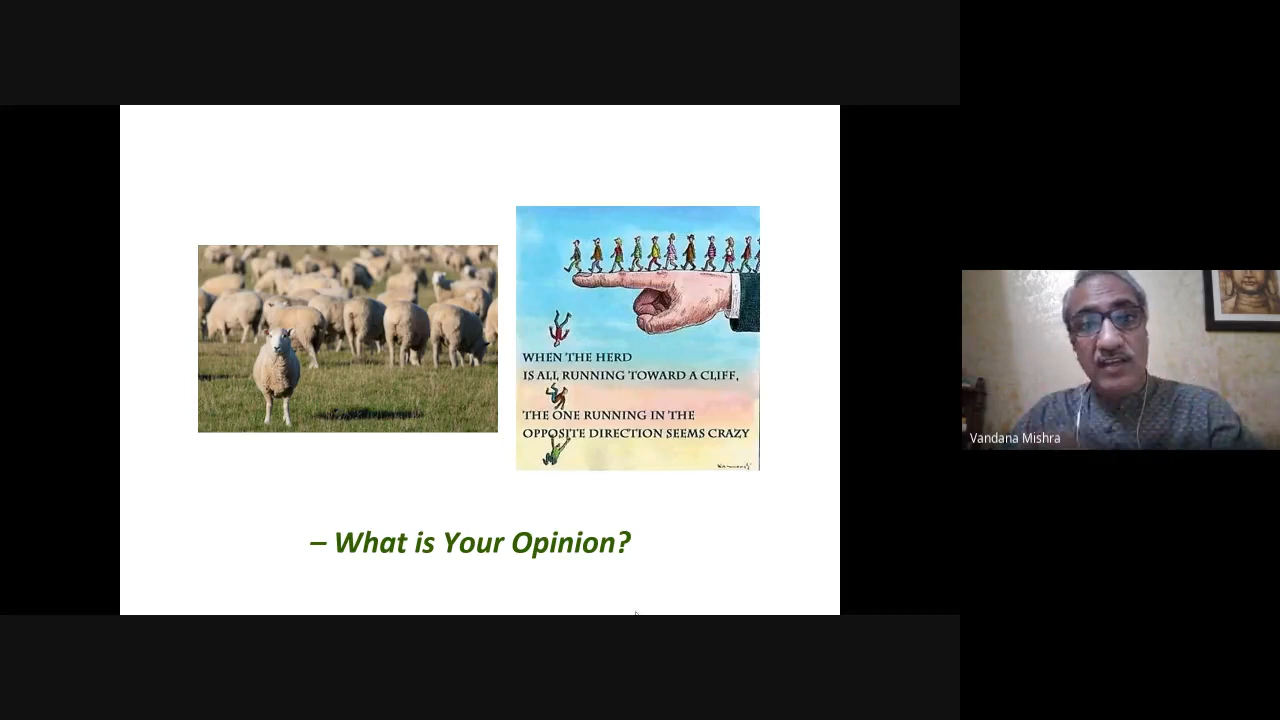 WHEN THE HERD
IS ALL RUNNING TOWARD A CLIFF,
THE ONE RUNNING IN THE
OPPOSITE DIRECTION SEEMS CRAZY
– What is Your Opinion?
Vandana Mishra